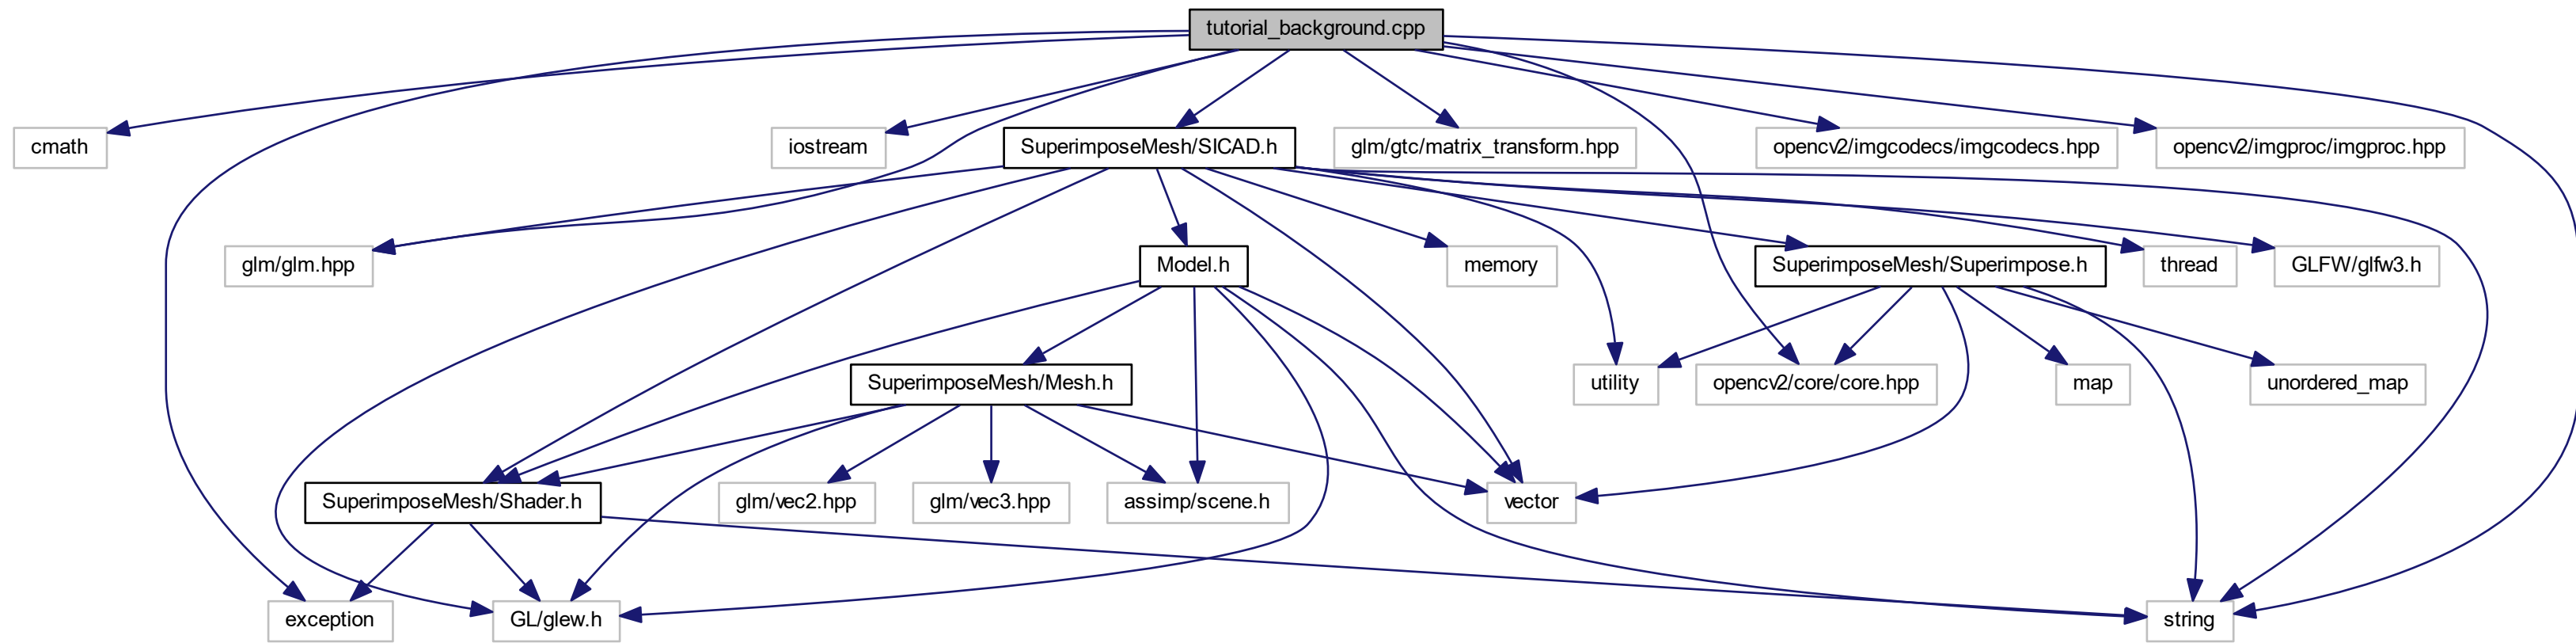 tutorial_background.cpp
cmath
iostream
SuperimposeMesh/SICAD.h
glm/gtc/matrix_transform.hpp
opencv2/imgcodecs/imgcodecs.hpp
opencv2/imgproc/imgproc.hpp
glm/glm.hpp
Model.h
memory
SuperimposeMesh/Superimpose.h
thread
GLFW/glfw3.h
SuperimposeMesh/Mesh.h
utility
opencv2/core/core.hpp
map
unordered_map
SuperimposeMesh/Shader.h
glm/vec2.hpp
glm/vec3.hpp
assimp/scene.h
vector
exception
GL/glew.h
string